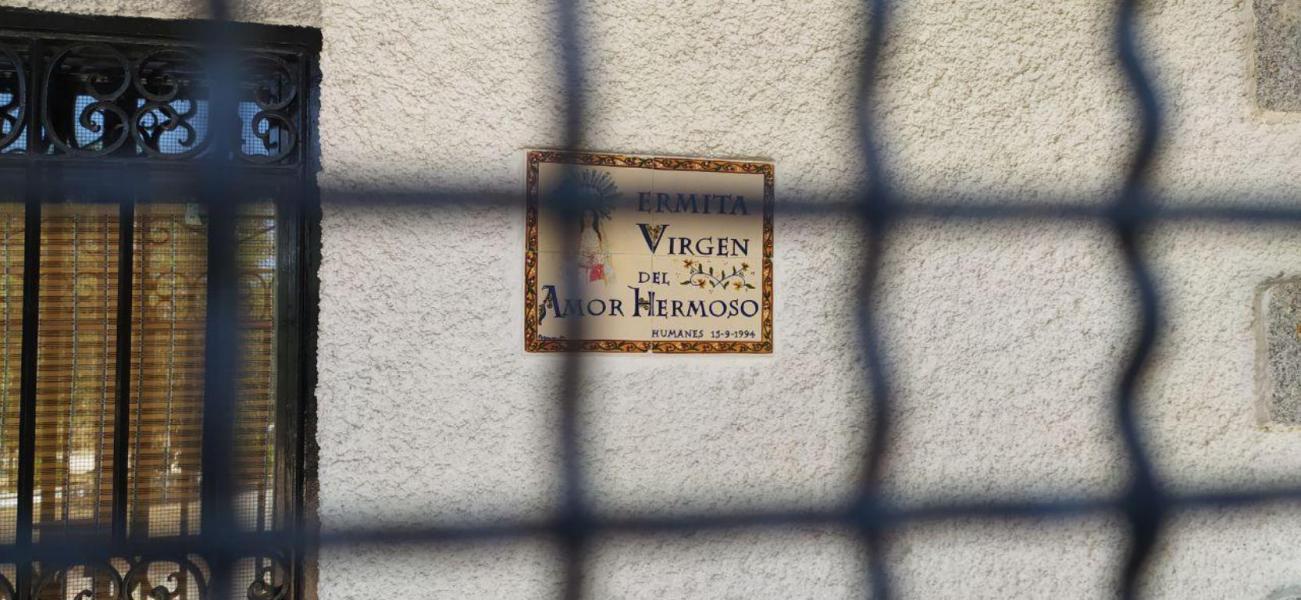 ERMITA
VIRGEN
DEL
AMOR HERMOSO
HUMANES 15-9-1994